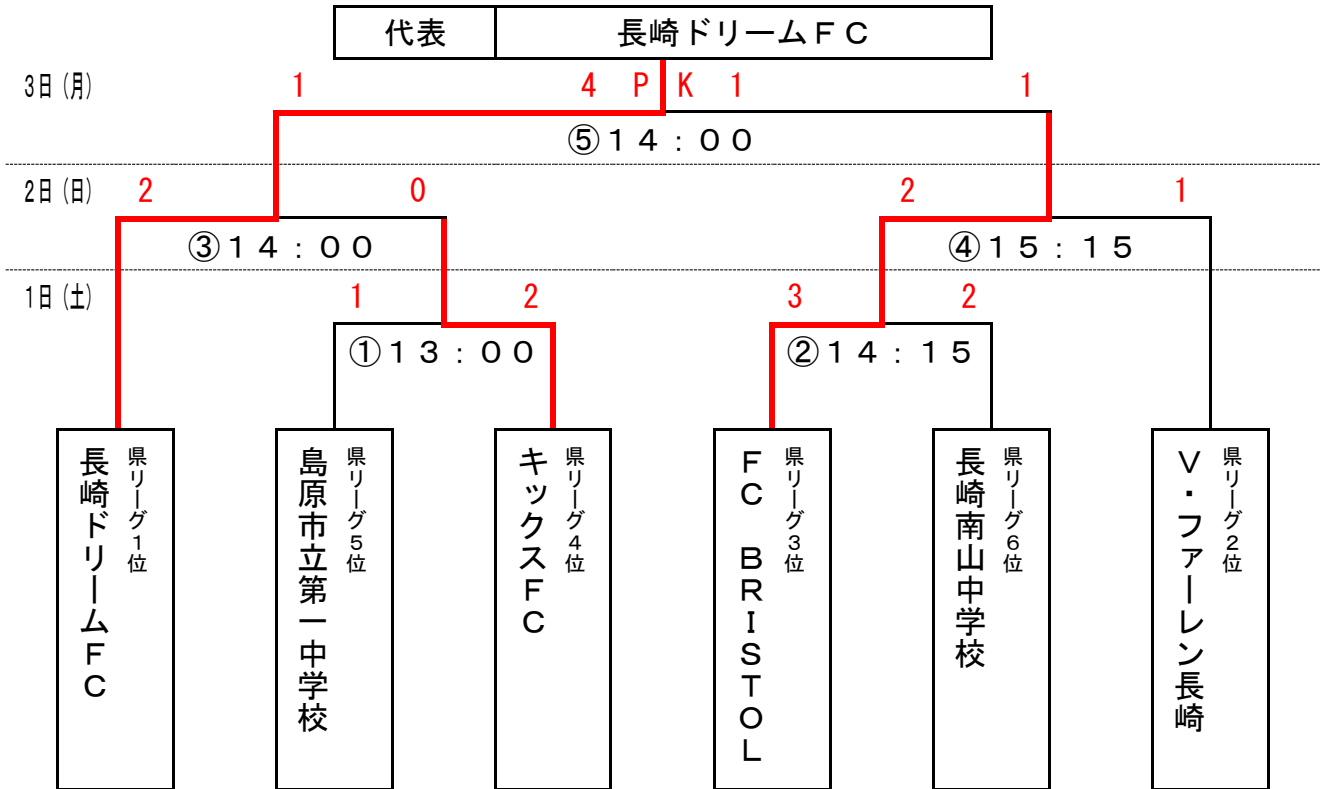 代表 長崎ドリームＦＣ
3日(月) 1 4 P K 1 1
⑤１４：００
2日(日) 2 0 2 1
③１４：００ ④１５：１５
1日(土) 1 2 3 2
①１３：００ ②１４：１５
県リーグ1位
長崎ドリームＦＣ
県リーグ5位
島原市立第一中学校
県リーグ4位
キックスＦＣ
県リーグ3位
ＦＣ　ＢＲＩＳＴＯＬ
県リーグ6位
長崎南山中学校
県リーグ2位
Ｖ・ファーレン長崎